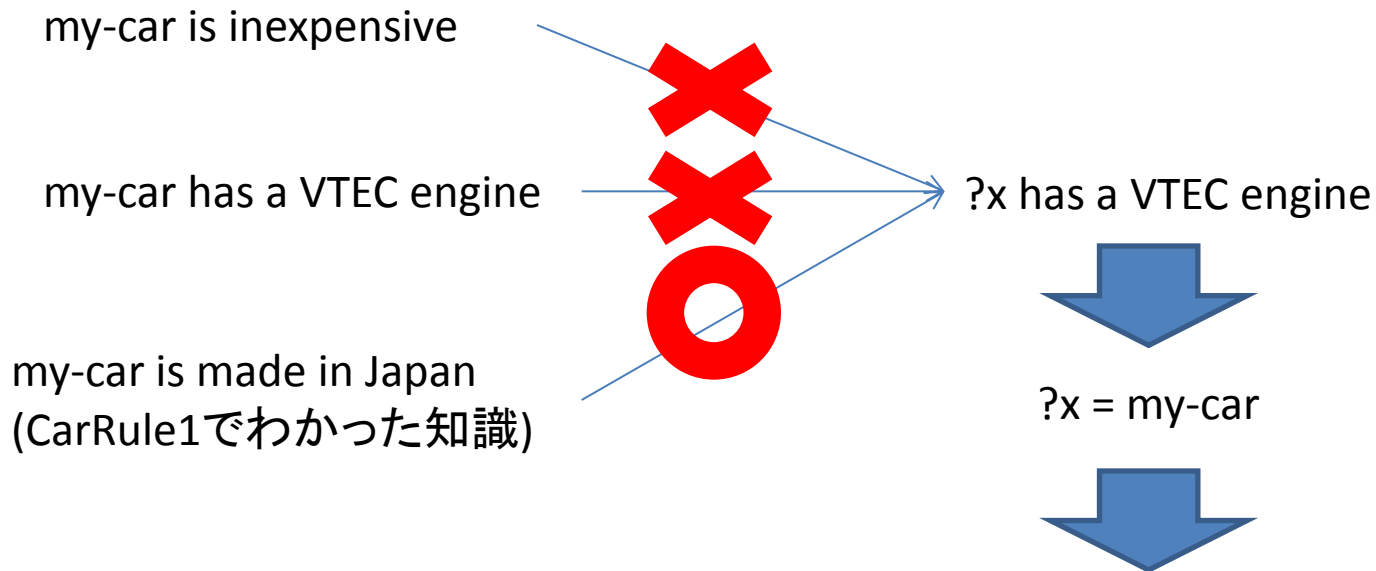 my-car is inexpensive
my-car has a VTEC engine
?x has a VTEC engine
my-car is made in Japan
(CarRule1でわかった知識)
?x = my-car